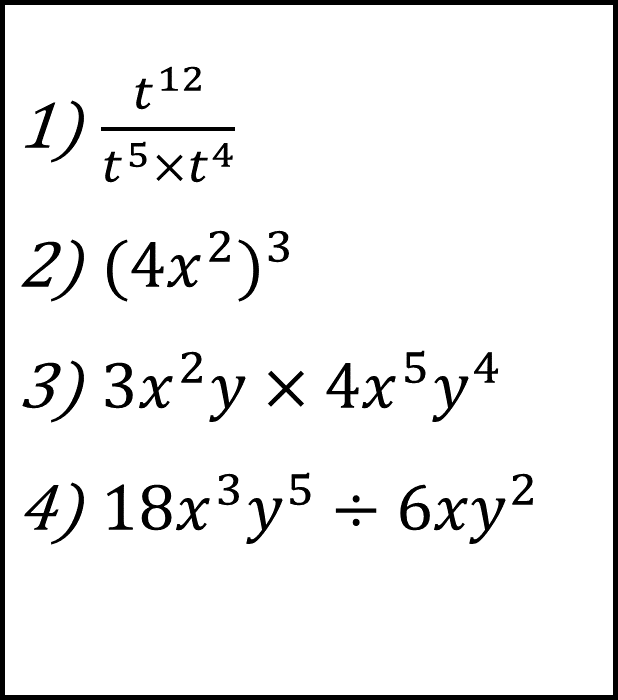 1) t¹²/(t⁵×t⁴)
2) (4x²)³
3) 3x²y × 4x⁵y⁴
4) 18x³y⁵ ÷ 6xy²